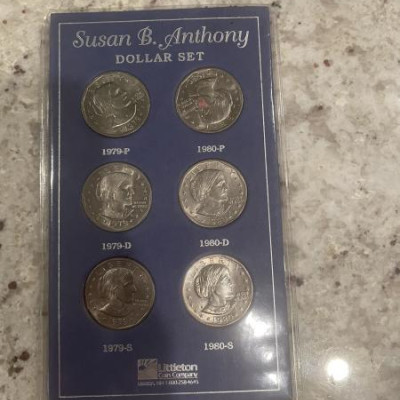 Susan B. Anthony
DOLLAR SET
1979-P
1980-P
1979-D
1980-D
1979-S
1980-S
Littleton
Coin Company